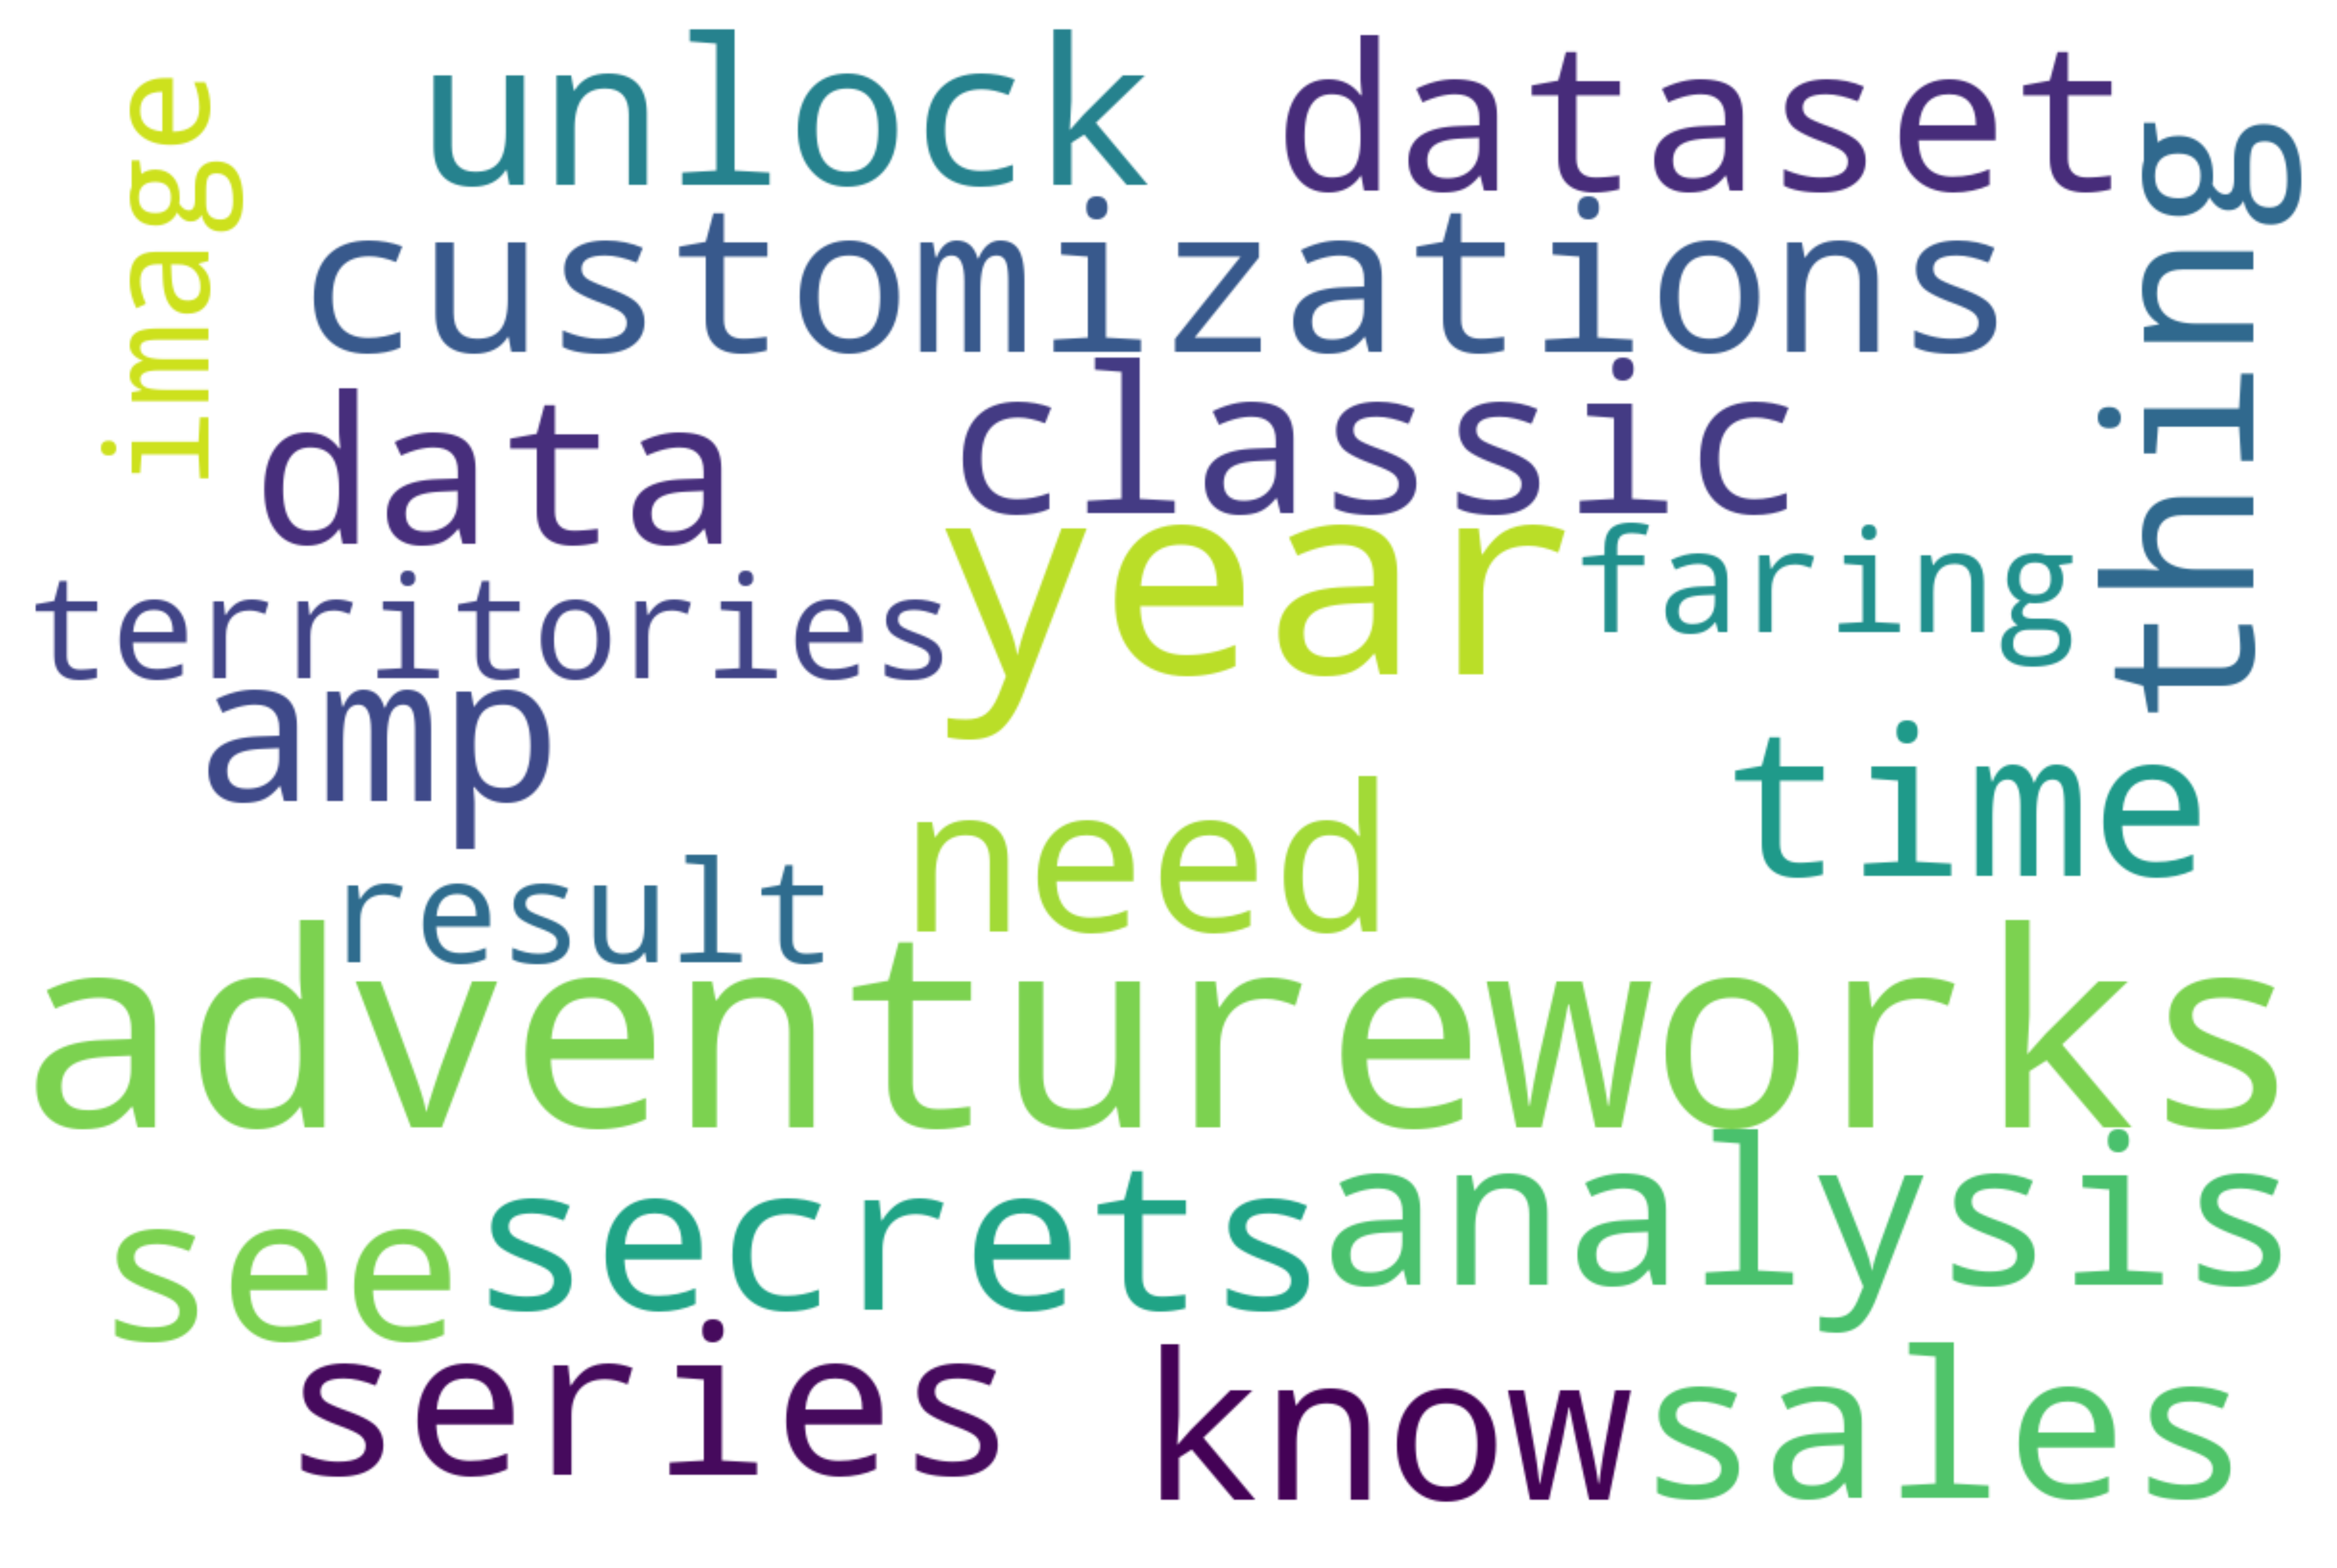 image
unlock
dataset
customizations
thing
data
classic
year
faring
territories
amp
time
need
result
adventureworks
secrets
analysis
see
series
know
sales